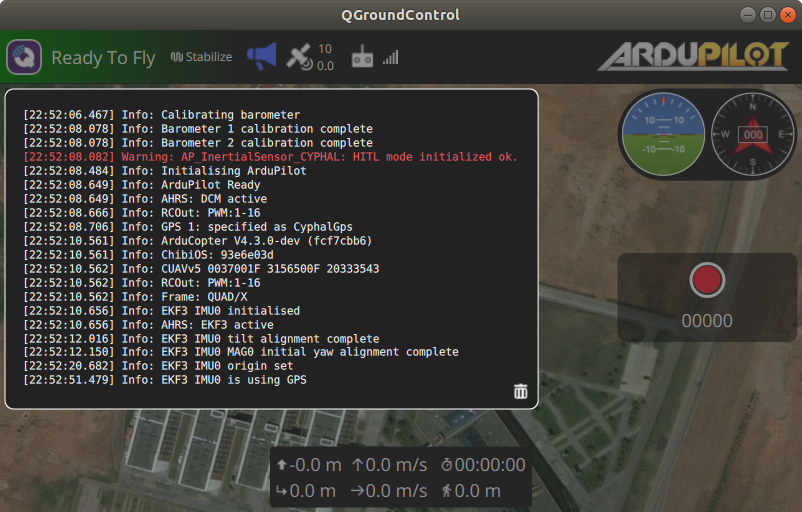 QGroundControl
Ready To Fly
Stabilize
10
0.0
ARDUPILOT
[22:52:06.467] Info: Calibrating barometer
[22:52:08.078] Info: Barometer 1 calibration complete
[22:52:08.078] Info: Barometer 2 calibration complete
[22:52:08.082] Warning: AP_InertialSensor_CYPHAL: HITL mode initialized ok.
[22:52:08.484] Info: Initialising ArduPilot
[22:52:08.649] Info: ArduPilot Ready
[22:52:08.649] Info: AHRS: DCM active
[22:52:08.666] Info: RCOut: PWM:1-16
[22:52:08.706] Info: GPS 1: specified as CyphalGps
[22:52:10.561] Info: ArduCopter V4.3.0-dev (fcf7cbb6)
[22:52:10.561] Info: ChibiOS: 93e6e03d
[22:52:10.562] Info: CUAVv5 0037001F 3156500F 20333543
[22:52:10.562] Info: RCOut: PWM:1-16
[22:52:10.562] Info: Frame: QUAD/X
[22:52:10.656] Info: EKF3 IMU0 initialised
[22:52:10.656] Info: AHRS: EKF3 active
[22:52:12.016] Info: EKF3 IMU0 tilt alignment complete
[22:52:12.150] Info: EKF3 IMU0 MAG0 initial yaw alignment complete
[22:52:20.682] Info: EKF3 IMU0 origin set
[22:52:51.479] Info: EKF3 IMU0 is using GPS
10 10
-10 -10
N
W 000 E
S
00000
-0.0 m 0.0 m/s 00:00:00
0.0 m 0.0 m/s 0.0 m